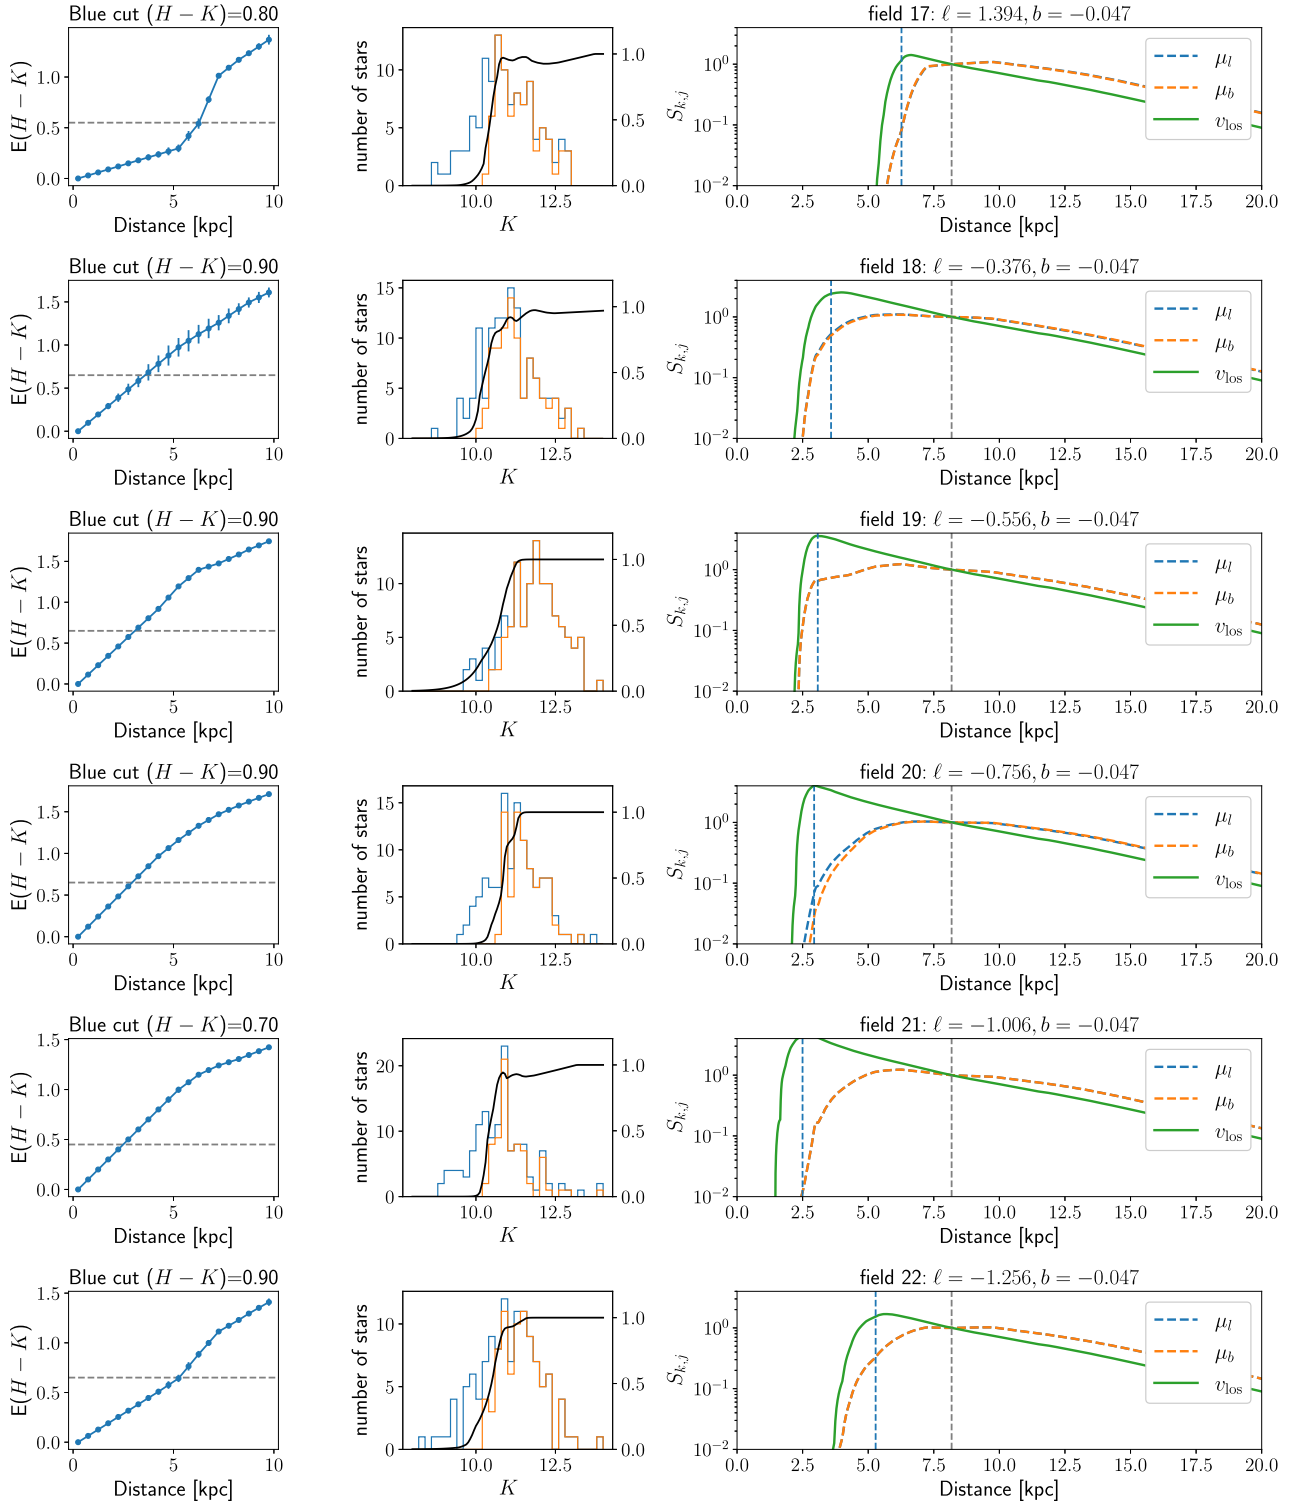 Blue cut (H − K)=0.80
field 17: ℓ = 1.394, b = −0.047
E(H − K)
1.0
0.5
0.0
0 5 10
Distance [kpc]
number of stars
10
5
0
1.0
0.5
0.0
10.0 12.5
K
S_{k,j}
10^0
10^{-1}
10^{-2}
μ_l
μ_b
v_los
0.0 2.5 5.0 7.5 10.0 12.5 15.0 17.5 20.0
Distance [kpc]
Blue cut (H − K)=0.90
field 18: ℓ = −0.376, b = −0.047
E(H − K)
1.5
1.0
0.5
0.0
0 5 10
Distance [kpc]
number of stars
15
10
5
0
1.0
0.5
0.0
10.0 12.5
K
S_{k,j}
10^0
10^{-1}
10^{-2}
μ_l
μ_b
v_los
0.0 2.5 5.0 7.5 10.0 12.5 15.0 17.5 20.0
Distance [kpc]
Blue cut (H − K)=0.90
field 19: ℓ = −0.556, b = −0.047
E(H − K)
1.5
1.0
0.5
0.0
0 5 10
Distance [kpc]
number of stars
10
5
0
1.0
0.5
0.0
10.0 12.5
K
S_{k,j}
10^0
10^{-1}
10^{-2}
μ_l
μ_b
v_los
0.0 2.5 5.0 7.5 10.0 12.5 15.0 17.5 20.0
Distance [kpc]
Blue cut (H − K)=0.90
field 20: ℓ = −0.756, b = −0.047
E(H − K)
1.5
1.0
0.5
0.0
0 5 10
Distance [kpc]
number of stars
15
10
5
0
1.0
0.5
0.0
10.0 12.5
K
S_{k,j}
10^0
10^{-1}
10^{-2}
μ_l
μ_b
v_los
0.0 2.5 5.0 7.5 10.0 12.5 15.0 17.5 20.0
Distance [kpc]
Blue cut (H − K)=0.70
field 21: ℓ = −1.006, b = −0.047
E(H − K)
1.5
1.0
0.5
0.0
0 5 10
Distance [kpc]
number of stars
20
10
0
1.0
0.5
0.0
10.0 12.5
K
S_{k,j}
10^0
10^{-1}
10^{-2}
μ_l
μ_b
v_los
0.0 2.5 5.0 7.5 10.0 12.5 15.0 17.5 20.0
Distance [kpc]
Blue cut (H − K)=0.90
field 22: ℓ = −1.256, b = −0.047
E(H − K)
1.5
1.0
0.5
0.0
0 5 10
Distance [kpc]
number of stars
10
5
0
1.0
0.5
0.0
10.0 12.5
K
S_{k,j}
10^0
10^{-1}
10^{-2}
μ_l
μ_b
v_los
0.0 2.5 5.0 7.5 10.0 12.5 15.0 17.5 20.0
Distance [kpc]